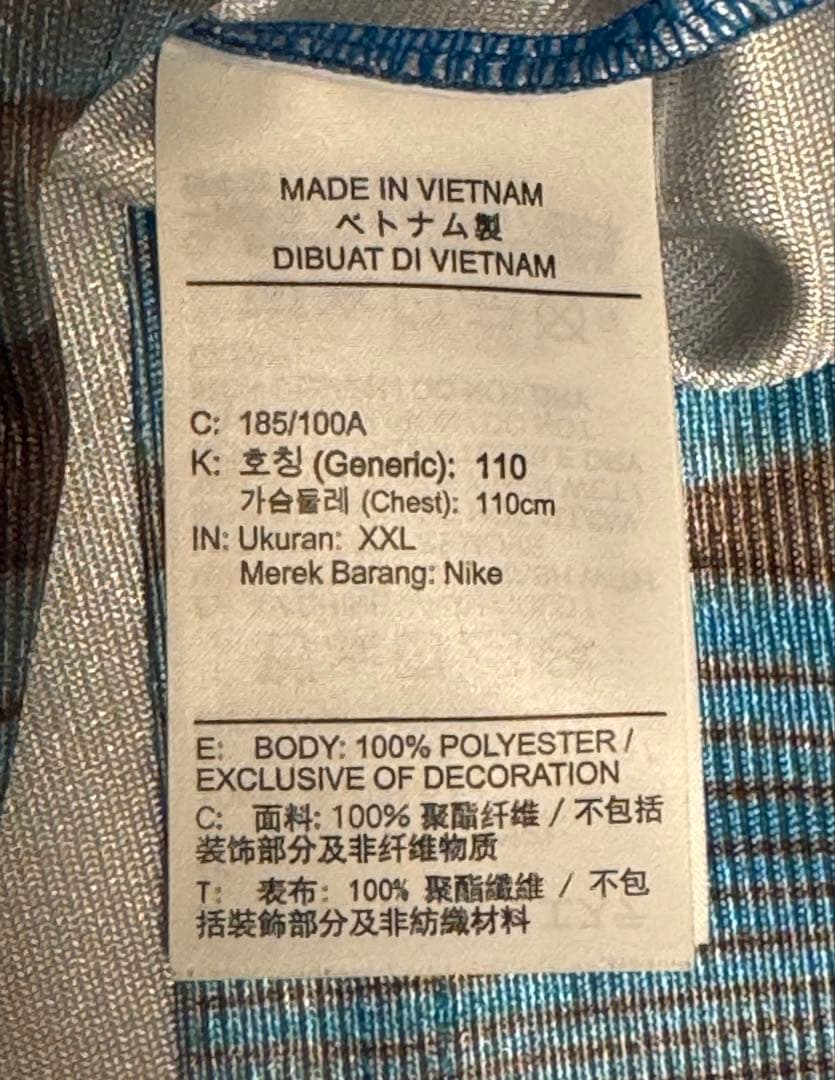 MADE IN VIETNAM
ベトナム製
DIBUAT DI VIETNAM
C: 185/100A
K: 호칭 (Generic): 110
가슴둘레 (Chest): 110cm
IN: Ukuran: XXL
Merek Barang: Nike
E: BODY: 100% POLYESTER /
EXCLUSIVE OF DECORATION
C: 面料: 100% 聚酯纤维 / 不包括
装饰部分及非纤维物质
T: 表布: 100% 聚酯纖維 / 不包
括裝飾部分及非紡織材料